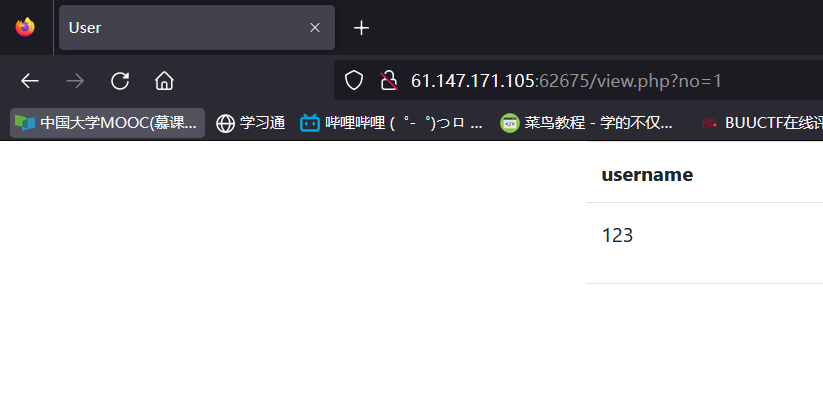 User
61.147.171.105:62675/view.php?no=1
中国大学MOOC(慕课...
学习通
哔哩哔哩 (゜-゜)つロ ...
菜鸟教程 - 学的不仅...
BUUCTF在线评
username
123